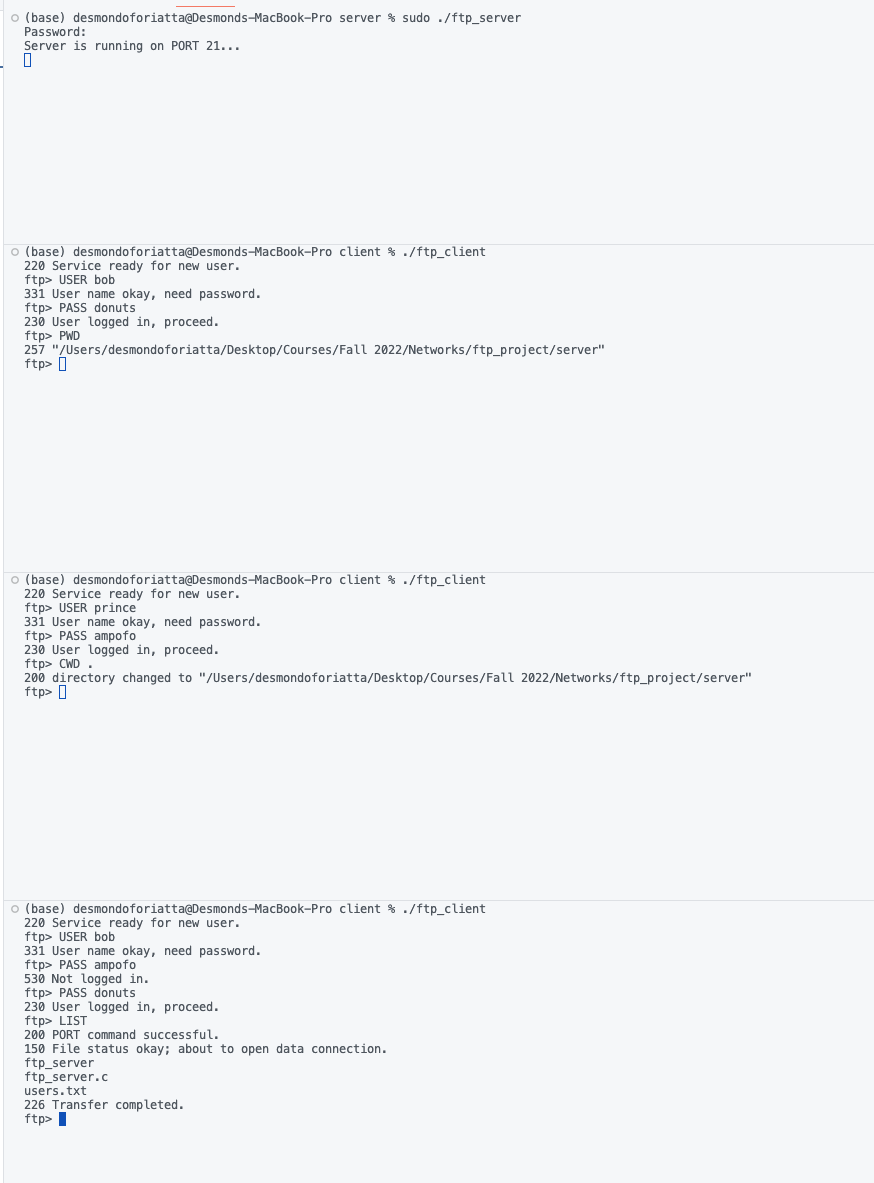 (base) desmondoforiatta@Desmonds-MacBook-Pro server % sudo ./ftp_server
Password:
Server is running on PORT 21...
(base) desmondoforiatta@Desmonds-MacBook-Pro client % ./ftp_client
220 Service ready for new user.
ftp> USER bob
331 User name okay, need password.
ftp> PASS donuts
230 User logged in, proceed.
ftp> PWD
257 "/Users/desmondoforiatta/Desktop/Courses/Fall 2022/Networks/ftp_project/server"
ftp>
(base) desmondoforiatta@Desmonds-MacBook-Pro client % ./ftp_client
220 Service ready for new user.
ftp> USER prince
331 User name okay, need password.
ftp> PASS ampofo
230 User logged in, proceed.
ftp> CWD .
200 directory changed to "/Users/desmondoforiatta/Desktop/Courses/Fall 2022/Networks/ftp_project/server"
ftp>
(base) desmondoforiatta@Desmonds-MacBook-Pro client % ./ftp_client
220 Service ready for new user.
ftp> USER bob
331 User name okay, need password.
ftp> PASS ampofo
530 Not logged in.
ftp> PASS donuts
230 User logged in, proceed.
ftp> LIST
200 PORT command successful.
150 File status okay; about to open data connection.
ftp_server
ftp_server.c
users.txt
226 Transfer completed.
ftp>